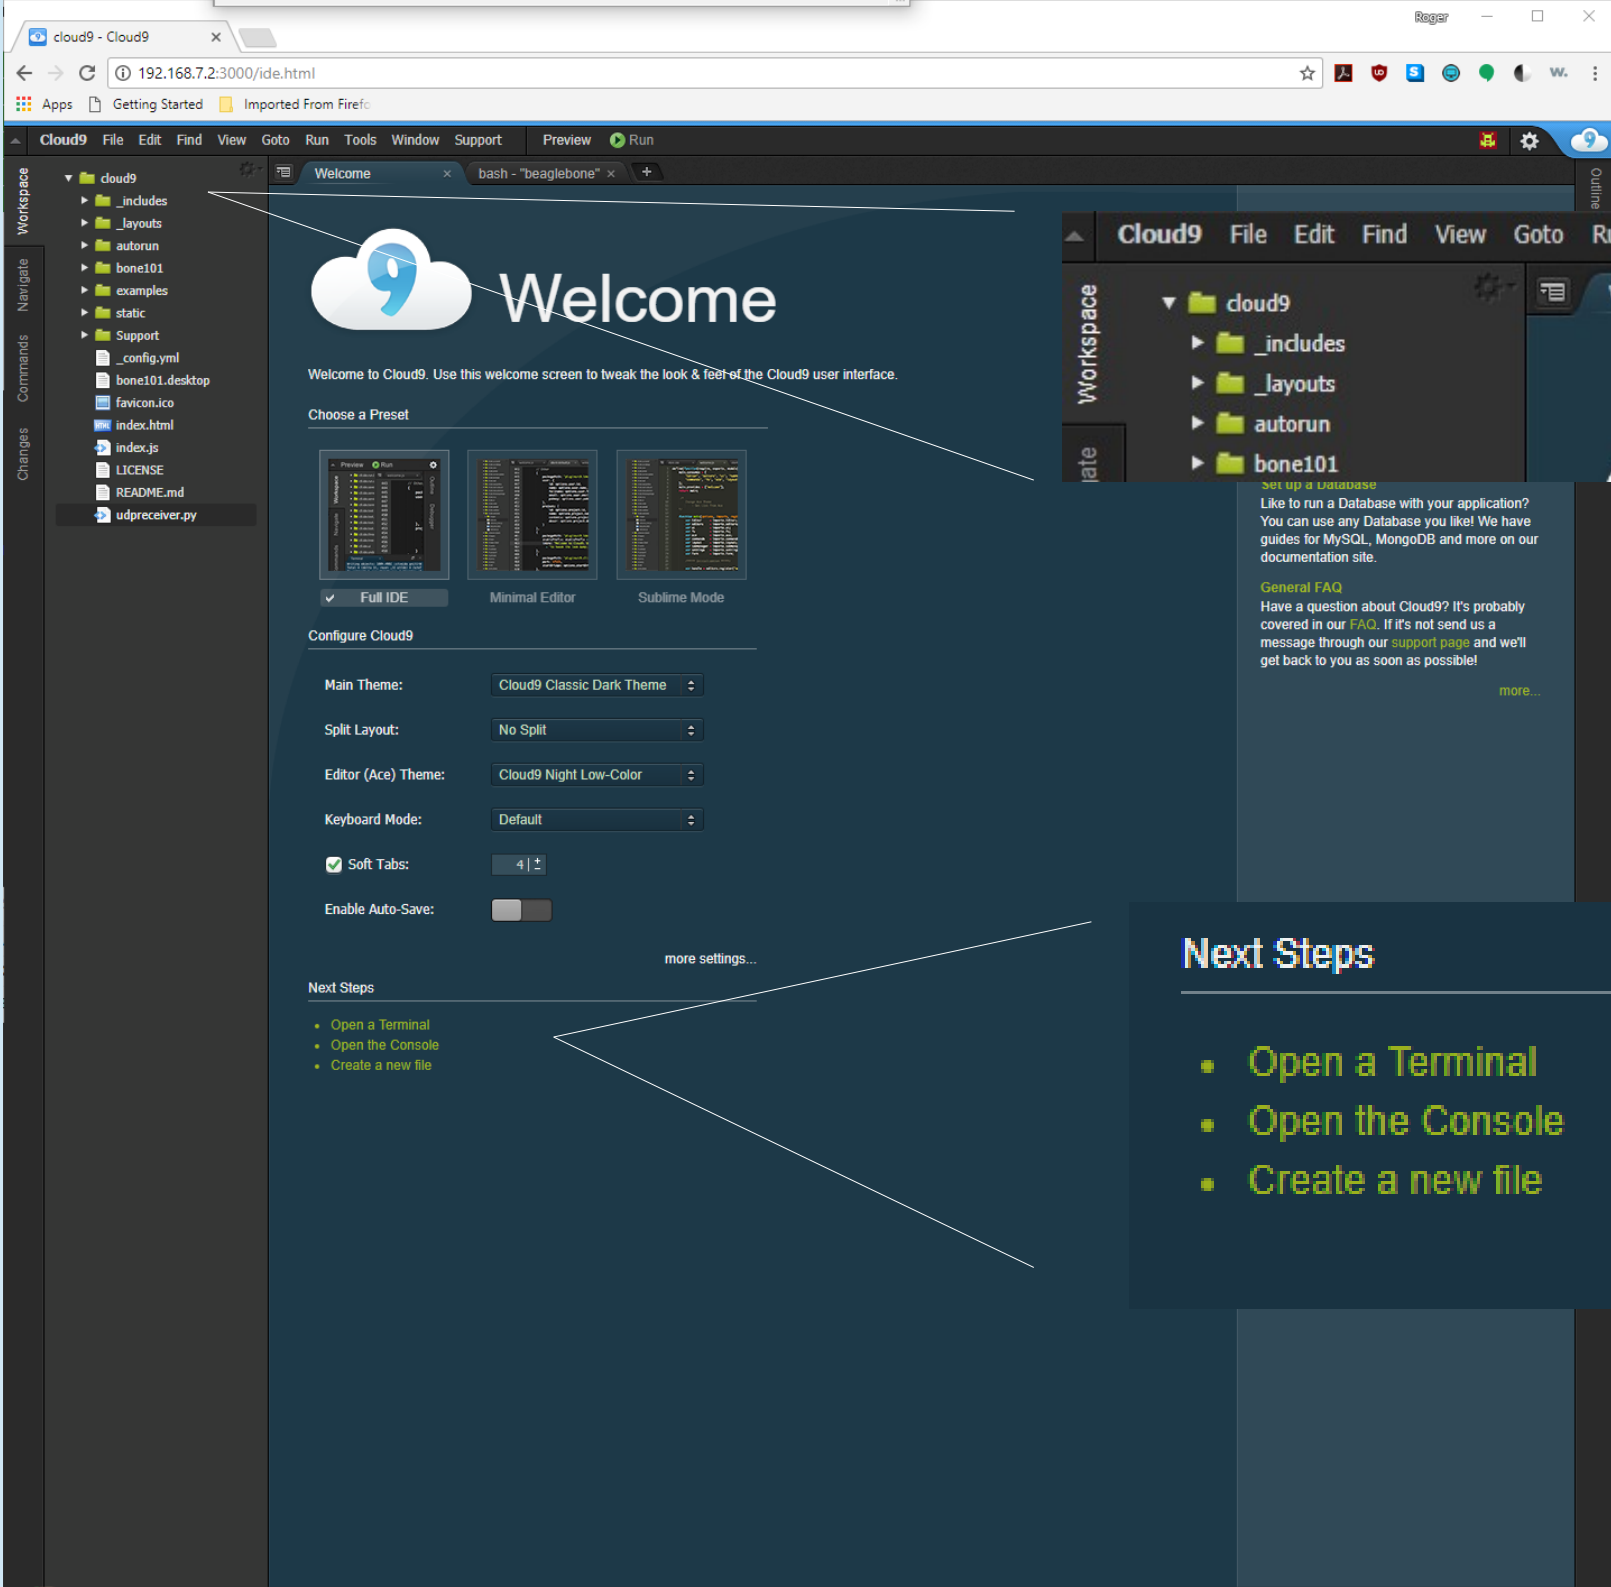 Roger
cloud9 - Cloud9
192.168.7.2:3000/ide.html
Apps Getting Started Imported From Firefo
Cloud9 File Edit Find View Goto Run Tools Window Support Preview Run
Workspace
Navigate
Commands
Changes
cloud9
_includes
_layouts
autorun
bone101
examples
static
Support
_config.yml
bone101.desktop
favicon.ico
index.html
index.js
LICENSE
README.md
udpreceiver.py
Welcome
bash - "beaglebone"
Outline
9 Welcome
Welcome to Cloud9. Use this welcome screen to tweak the look & feel of the Cloud9 user interface.
Choose a Preset
Full IDE
Minimal Editor
Sublime Mode
Configure Cloud9
Main Theme: Cloud9 Classic Dark Theme
Split Layout: No Split
Editor (Ace) Theme: Cloud9 Night Low-Color
Keyboard Mode: Default
Soft Tabs: 4
Enable Auto-Save:
more settings...
Next Steps
Open a Terminal
Open the Console
Create a new file
Cloud9 File Edit Find View Goto Ru
Workspace
ate
cloud9
_includes
_layouts
autorun
bone101
Set up a Database
Like to run a Database with your application?
You can use any Database you like! We have
guides for MySQL, MongoDB and more on our
documentation site.
General FAQ
Have a question about Cloud9? It's probably
covered in our FAQ. If it's not send us a
message through our support page and we'll
get back to you as soon as possible!
more...
Next Steps
Open a Terminal
Open the Console
Create a new file